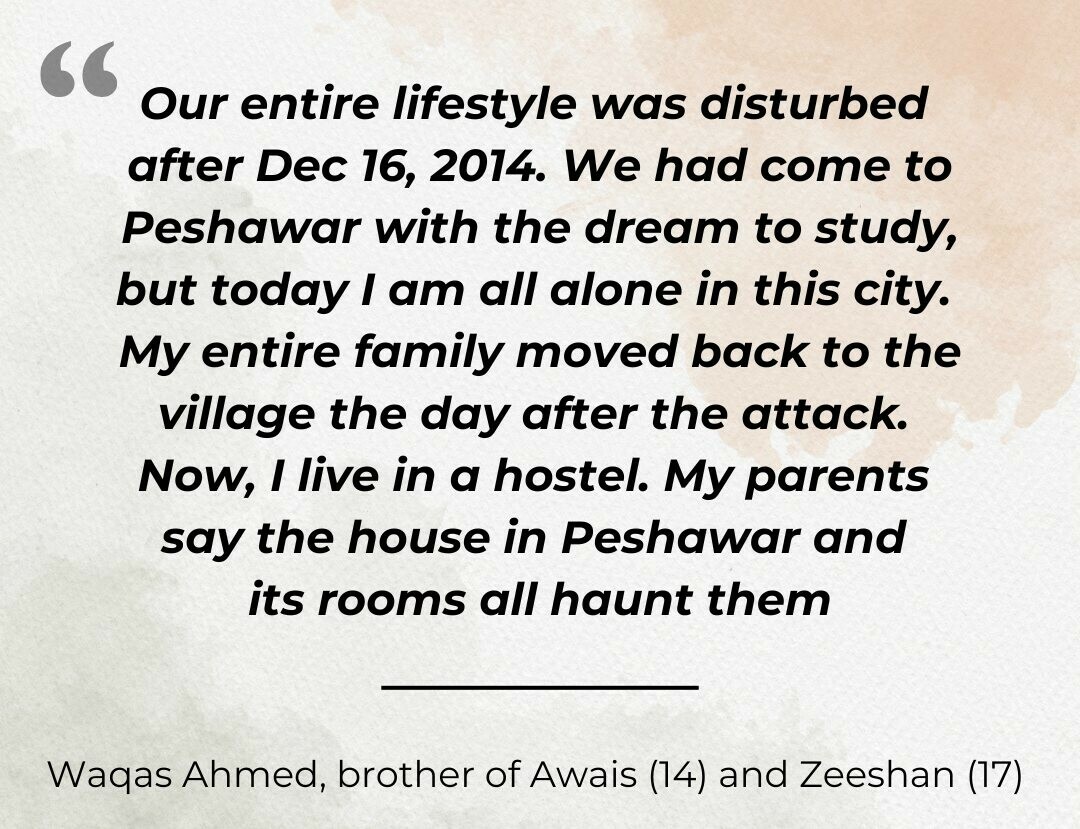 “
Our entire lifestyle was disturbed
after Dec 16, 2014. We had come to
Peshawar with the dream to study,
but today I am all alone in this city.
My entire family moved back to the
village the day after the attack.
Now, I live in a hostel. My parents
say the house in Peshawar and
its rooms all haunt them
Waqas Ahmed, brother of Awais (14) and Zeeshan (17)